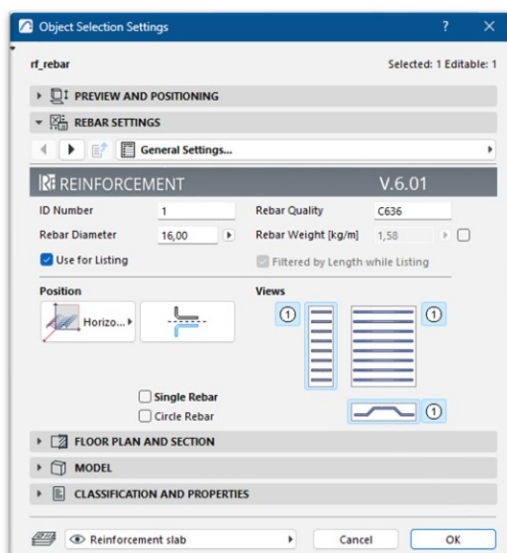 Object Selection Settings ?
rf_rebar Selected: 1 Editable: 1
PREVIEW AND POSITIONING
REBAR SETTINGS
General Settings...
REINFORCEMENT V.6.01
ID Number 1 Rebar Quality C636
Rebar Diameter 16,00 Rebar Weight [kg/m] 1,58
Use for Listing Filtered by Length while Listing
Position Views
Horizo... 1 1
Single Rebar
Circle Rebar 1
FLOOR PLAN AND SECTION
MODEL
CLASSIFICATION AND PROPERTIES
Reinforcement slab Cancel OK